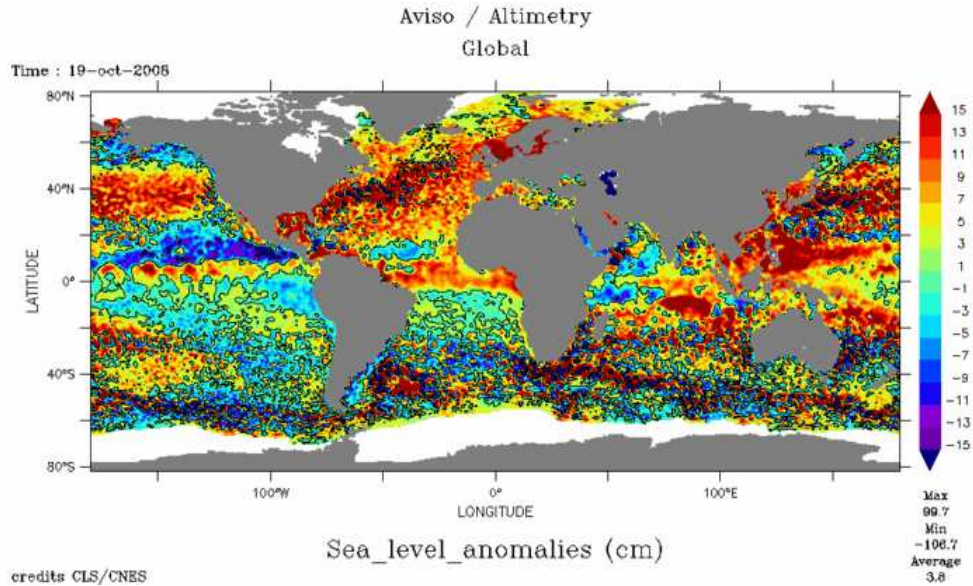 Aviso / Altimetry
Global
Time : 19-oct-2008
80°N
40°N
0°
40°S
80°S
LATITUDE
100°W
0°
100°E
LONGITUDE
15
13
11
9
7
5
3
1
-1
-3
-5
-7
-9
-11
-13
-15
Max
99.7
Min
-106.7
Average
3.8
Sea_level_anomalies (cm)
credits CLS/CNES